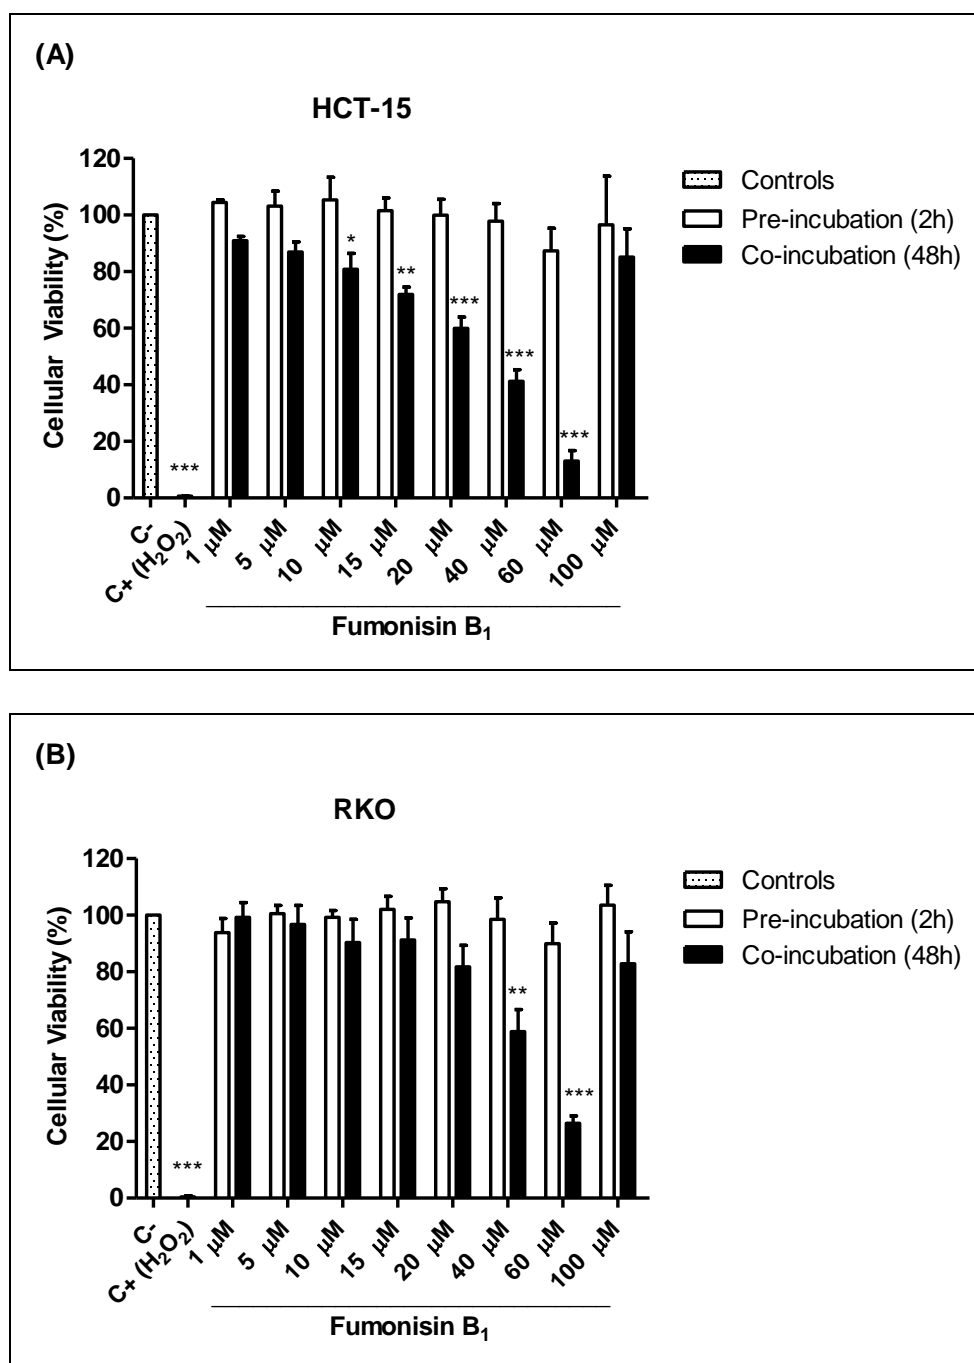 (A)
HCT-15
Cellular Viability (%)
120
100
80
60
40
20
0
***
*
**
***
***
***
Controls
Pre-incubation (2h)
Co-incubation (48h)
C-
C+ (H₂O₂)
1 µM
5 µM
10 µM
15 µM
20 µM
40 µM
60 µM
100 µM
Fumonisin B₁
(B)
RKO
Cellular Viability (%)
120
100
80
60
40
20
0
***
**
***
Controls
Pre-incubation (2h)
Co-incubation (48h)
C-
C+ (H₂O₂)
1 µM
5 µM
10 µM
15 µM
20 µM
40 µM
60 µM
100 µM
Fumonisin B₁